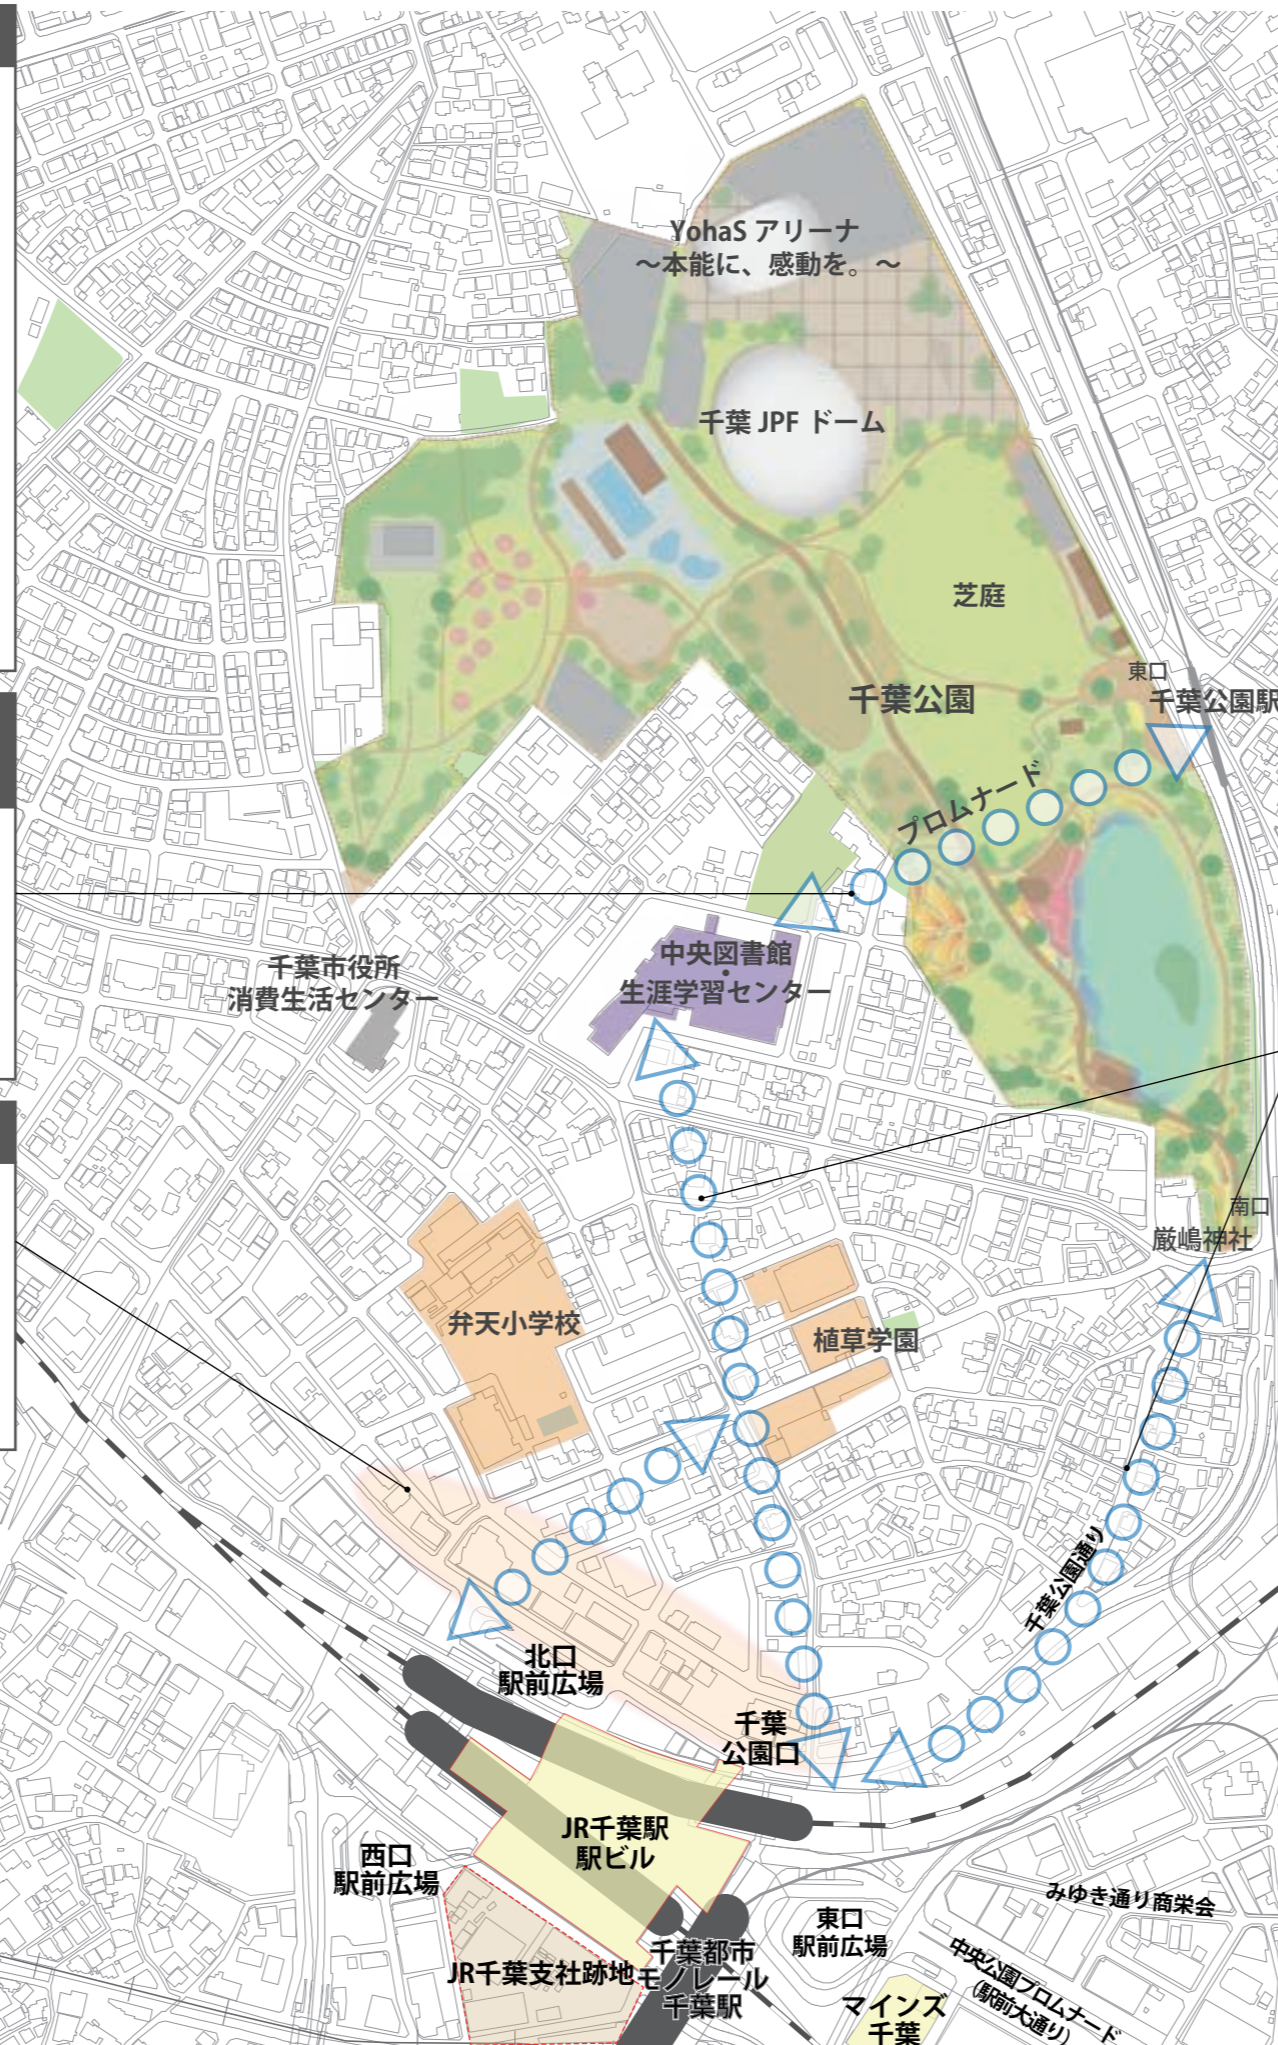 YohaS アリーナ
～本能に、感動を。～
千葉 JPF ドーム
芝庭
東口
千葉公園駅
千葉公園
プロムナード
中央図書館
・
生涯学習センター
千葉市役所
消費生活センター
南口
厳嶋神社
弁天小学校
植草学園
千葉公園通り
北口
駅前広場
千葉
公園口
JR千葉駅
駅ビル
西口
駅前広場
みゆき通り商栄会
東口
駅前広場
千葉都市
モノレール
千葉駅
JR千葉支社跡地
中央公園プロムナード
(駅前大通り)
マインズ
千葉